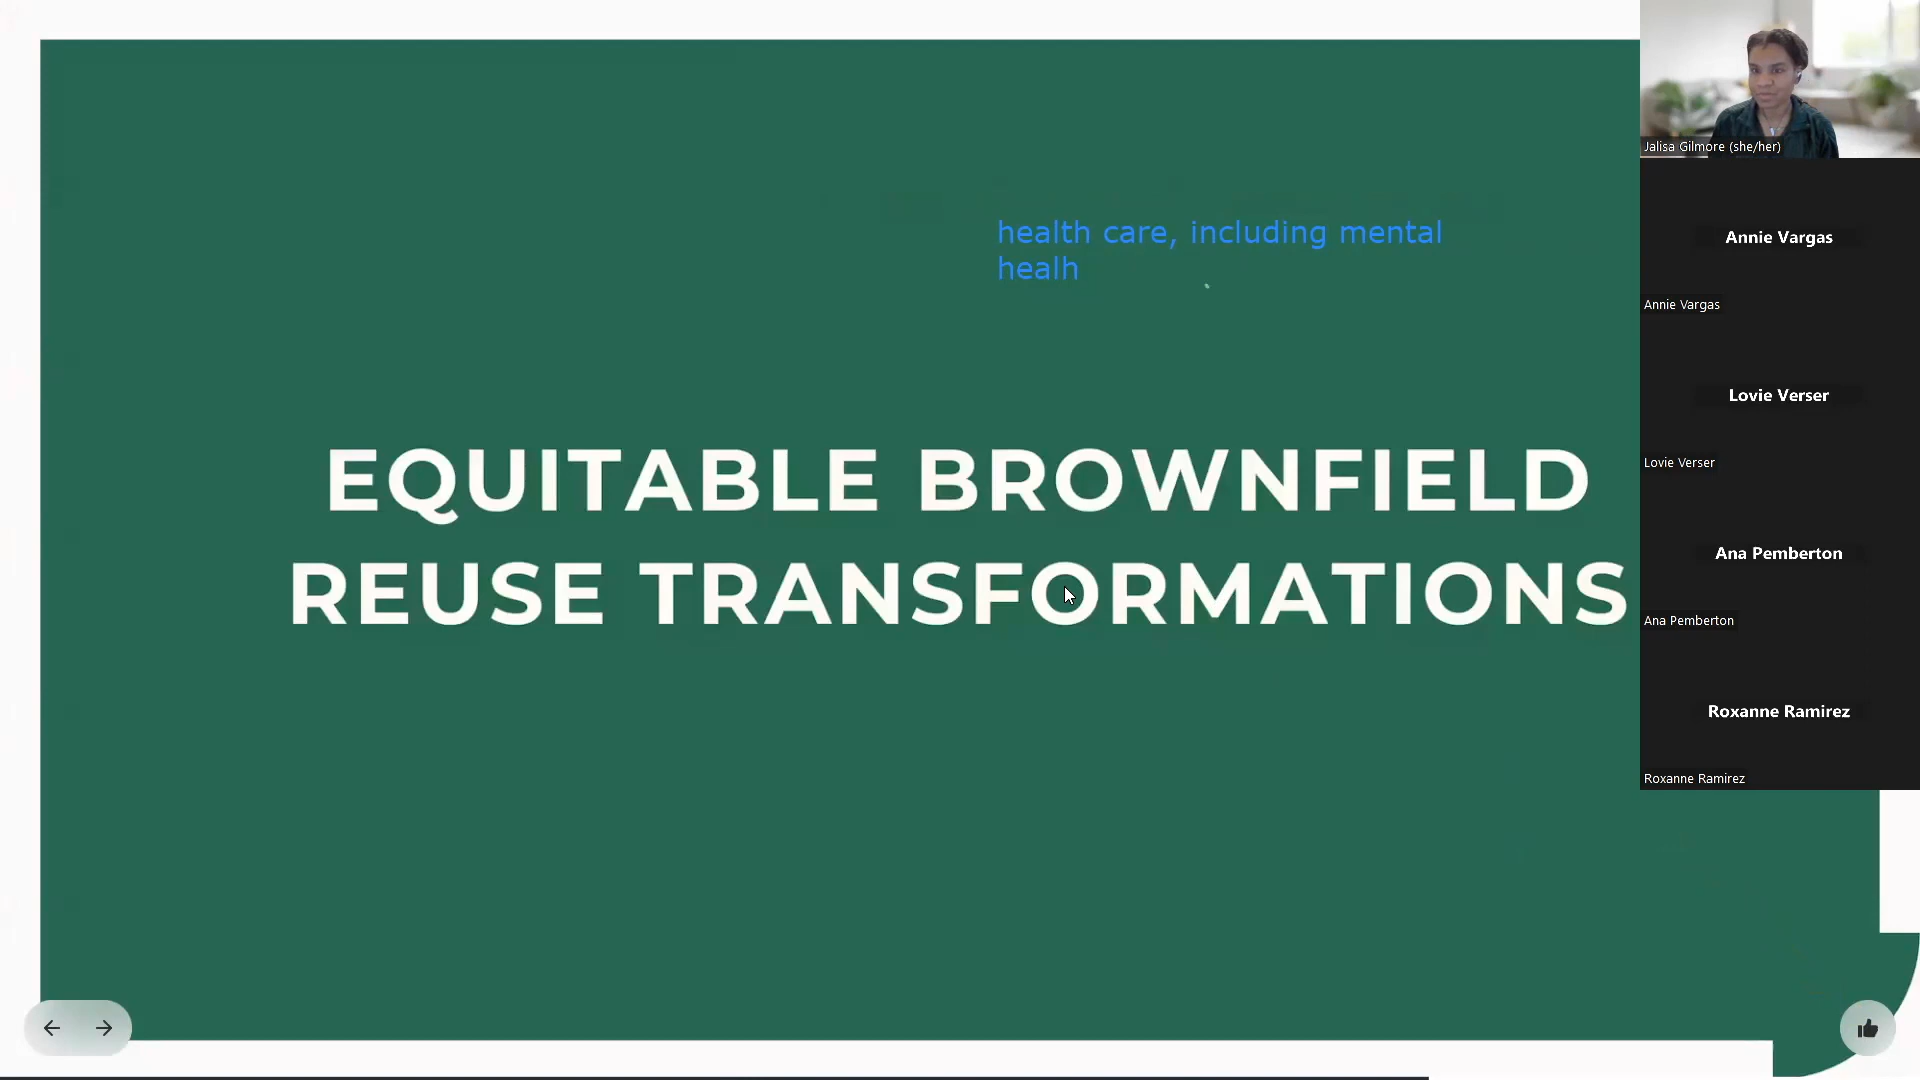 health care, including mental
healh
EQUITABLE BROWNFIELD
REUSE TRANSFORMATIONS
Jalisa Gilmore (she/her)
Annie Vargas
Annie Vargas
Lovie Verser
Lovie Verser
Ana Pemberton
Ana Pemberton
Roxanne Ramirez
Roxanne Ramirez